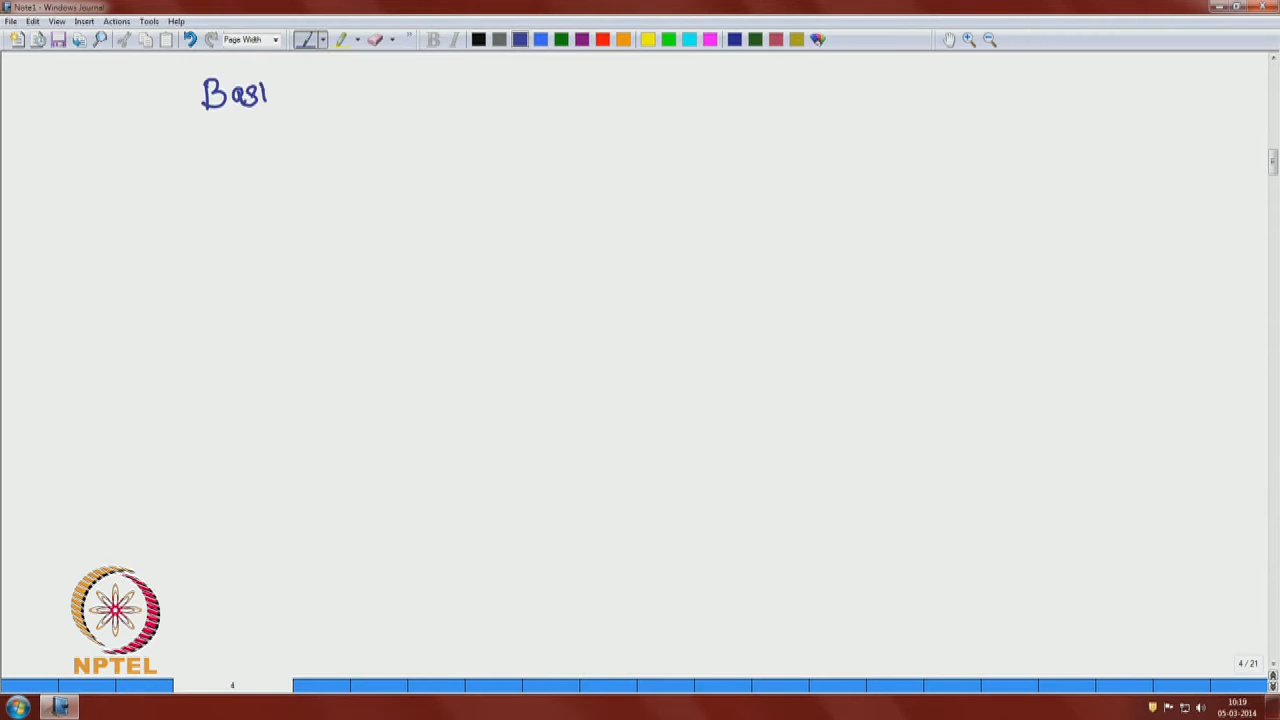 Note1 - Windows Journal
File Edit View Insert Actions Tools Help
Page Width
B I
Basi
NPTEL
4 / 21
4
10:19
05-03-2014